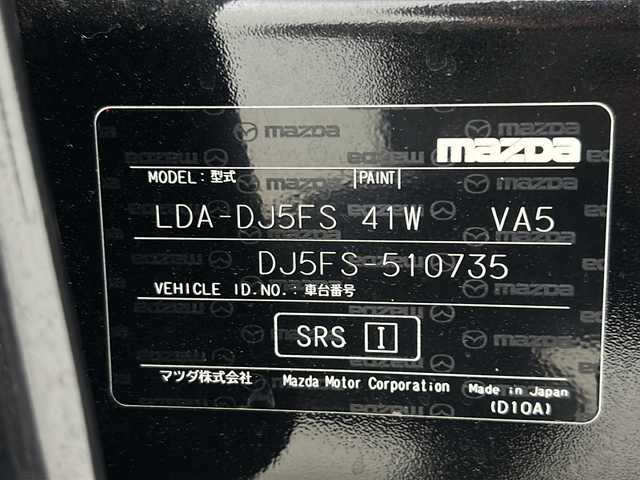 mazda
MODEL: 型式 PAINT
LDA-DJ5FS 41W VA5
DJ5FS-510735
VEHICLE ID.NO.: 車台番号
SRS I
マツダ株式会社 Mazda Motor Corporation Made in Japan
(D10A)